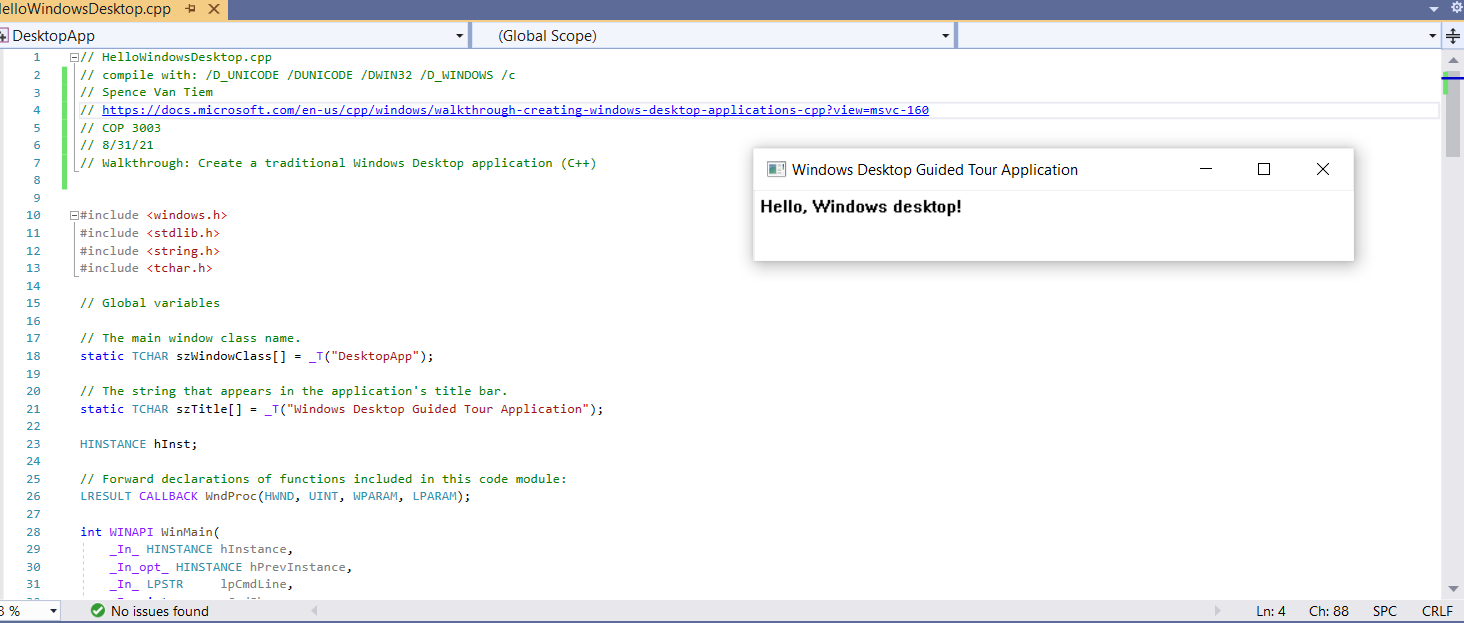 elloWindowsDesktop.cpp
DesktopApp
(Global Scope)
1 // HelloWindowsDesktop.cpp
2 // compile with: /D_UNICODE /DUNICODE /DWIN32 /D_WINDOWS /c
3 // Spence Van Tiem
4 // https://docs.microsoft.com/en-us/cpp/windows/walkthrough-creating-windows-desktop-applications-cpp?view=msvc-160
5 // COP 3003
6 // 8/31/21
7 // Walkthrough: Create a traditional Windows Desktop application (C++)
8
9
10 #include <windows.h>
11 #include <stdlib.h>
12 #include <string.h>
13 #include <tchar.h>
14
15 // Global variables
16
17 // The main window class name.
18 static TCHAR szWindowClass[] = _T("DesktopApp");
19
20 // The string that appears in the application's title bar.
21 static TCHAR szTitle[] = _T("Windows Desktop Guided Tour Application");
22
23 HINSTANCE hInst;
24
25 // Forward declarations of functions included in this code module:
26 LRESULT CALLBACK WndProc(HWND, UINT, WPARAM, LPARAM);
27
28 int WINAPI WinMain(
29 _In_ HINSTANCE hInstance,
30 _In_opt_ HINSTANCE hPrevInstance,
31 _In_ LPSTR     lpCmdLine,
Windows Desktop Guided Tour Application
Hello, Windows desktop!
%
No issues found
Ln: 4
Ch: 88
SPC
CRLF